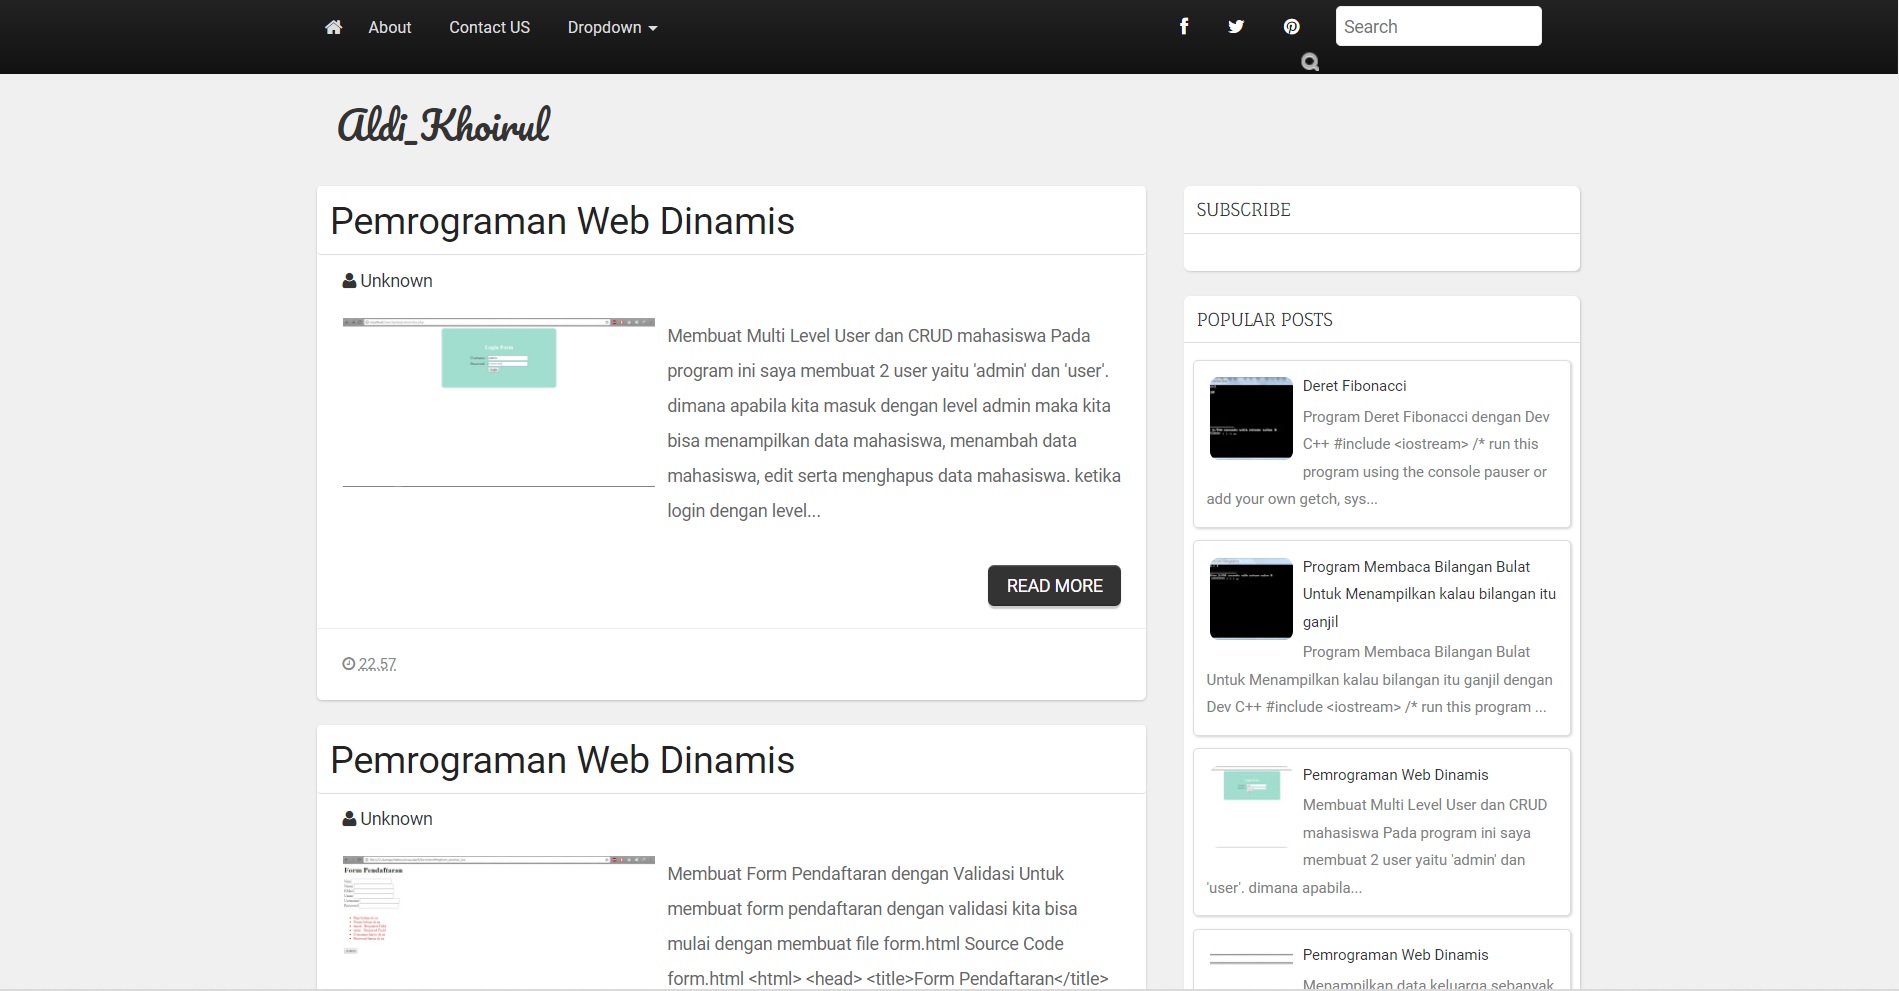 About
Contact US
Dropdown
Search
Aldi_Khoirul
Pemrograman Web Dinamis
Unknown
Login Form
Membuat Multi Level User dan CRUD mahasiswa Pada
program ini saya membuat 2 user yaitu 'admin' dan 'user'.
dimana apabila kita masuk dengan level admin maka kita
bisa menampilkan data mahasiswa, menambah data
mahasiswa, edit serta menghapus data mahasiswa. ketika
login dengan level...
READ MORE
22.57
Pemrograman Web Dinamis
Unknown
Form Pendaftaran
Membuat Form Pendaftaran dengan Validasi Untuk
membuat form pendaftaran dengan validasi kita bisa
mulai dengan membuat file form.html Source Code
form.html <html> <head> <title>Form Pendaftaran</title>
SUBSCRIBE
POPULAR POSTS
Deret Fibonacci
Program Deret Fibonacci dengan Dev
C++ #include <iostream> /* run this
program using the console pauser or
add your own getch, sys...
Program Membaca Bilangan Bulat
Untuk Menampilkan kalau bilangan itu
ganjil
Program Membaca Bilangan Bulat
Untuk Menampilkan kalau bilangan itu ganjil dengan
Dev C++ #include <iostream> /* run this program ...
Pemrograman Web Dinamis
Membuat Multi Level User dan CRUD
mahasiswa Pada program ini saya
membuat 2 user yaitu 'admin' dan
'user'. dimana apabila...
Pemrograman Web Dinamis
Menampilkan data keluarga sebanyak